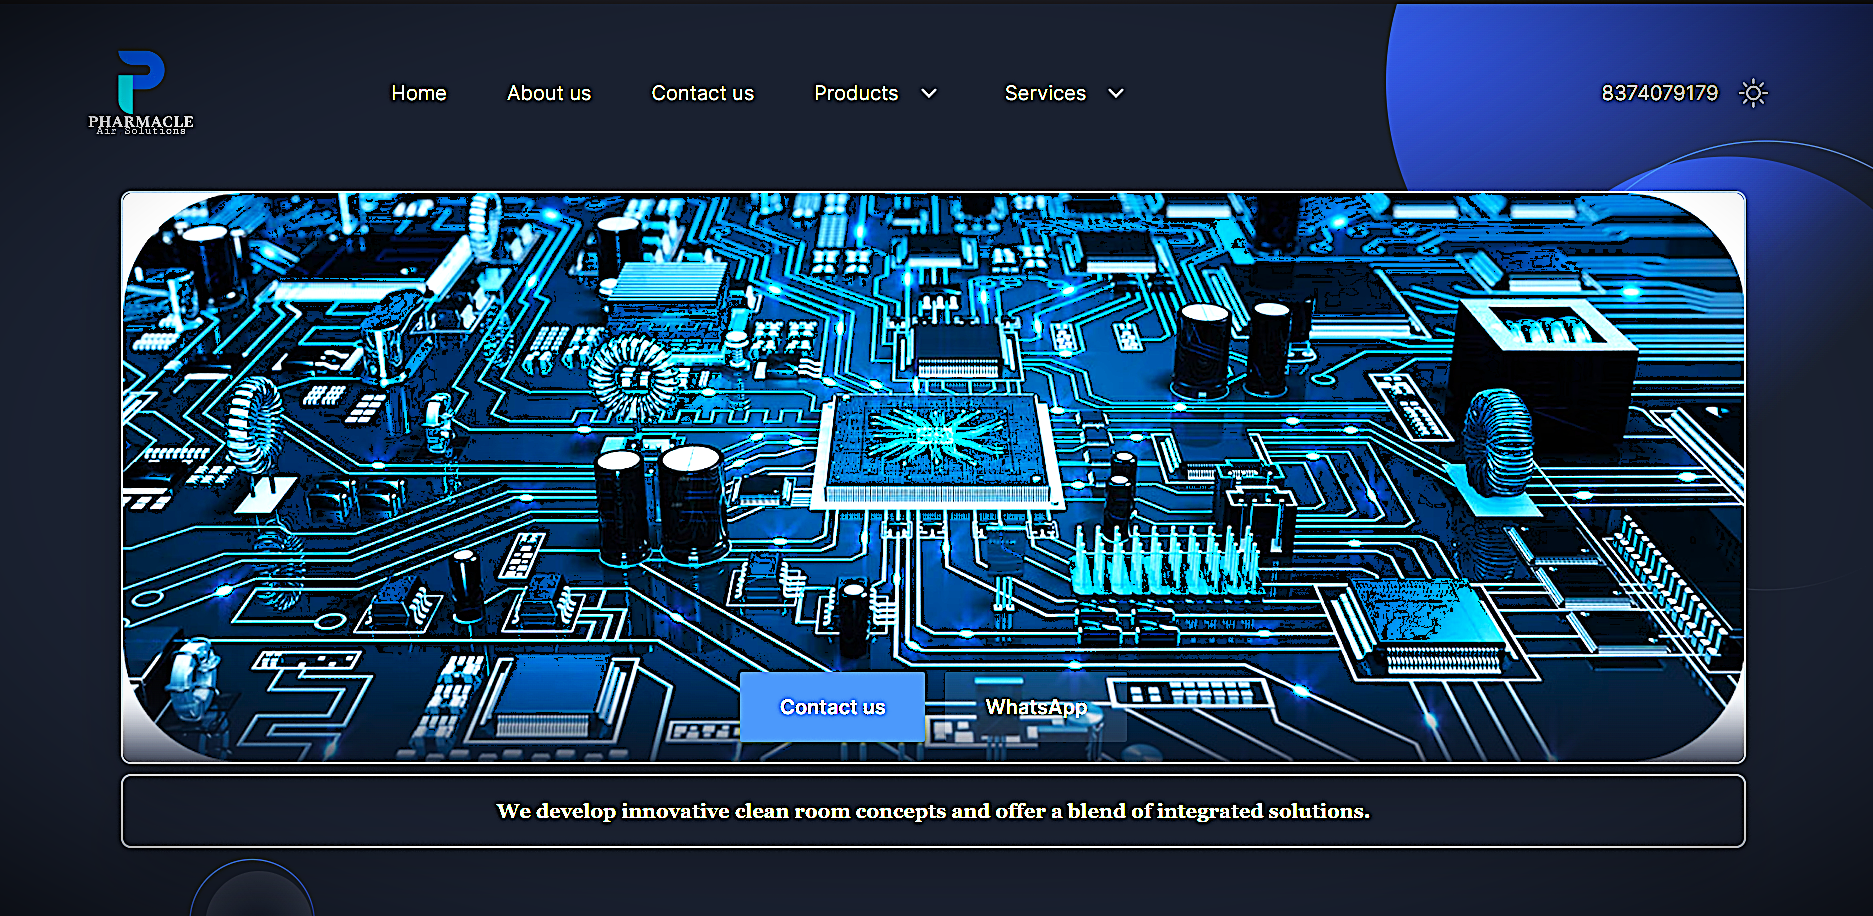 PHARMACLE
Air Solutions
Home
About us
Contact us
Products
Services
8374079179
Contact us
WhatsApp
We develop innovative clean room concepts and offer a blend of integrated solutions.